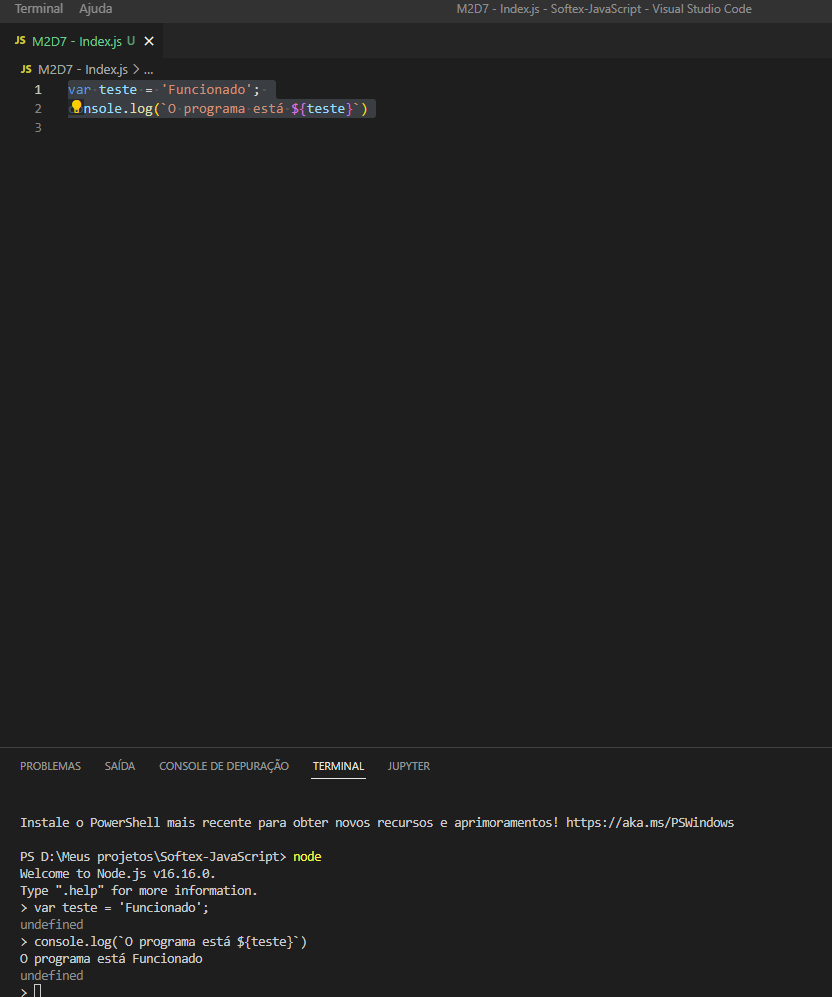 Terminal Ajuda M2D7 - Index.js - Softex-JavaScript - Visual Studio Code
JS M2D7 - Index.js U
JS M2D7 - Index.js > ...
1 var teste = 'Funcionado';
2 nsole.log(`O programa está ${teste}`)
3
PROBLEMAS SAÍDA CONSOLE DE DEPURAÇÃO TERMINAL JUPYTER
Instale o PowerShell mais recente para obter novos recursos e aprimoramentos! https://aka.ms/PSWindows
PS D:\Meus projetos\Softex-JavaScript> node
Welcome to Node.js v16.16.0.
Type ".help" for more information.
> var teste = 'Funcionado';
undefined
> console.log(`O programa está ${teste}`)
O programa está Funcionado
undefined
>